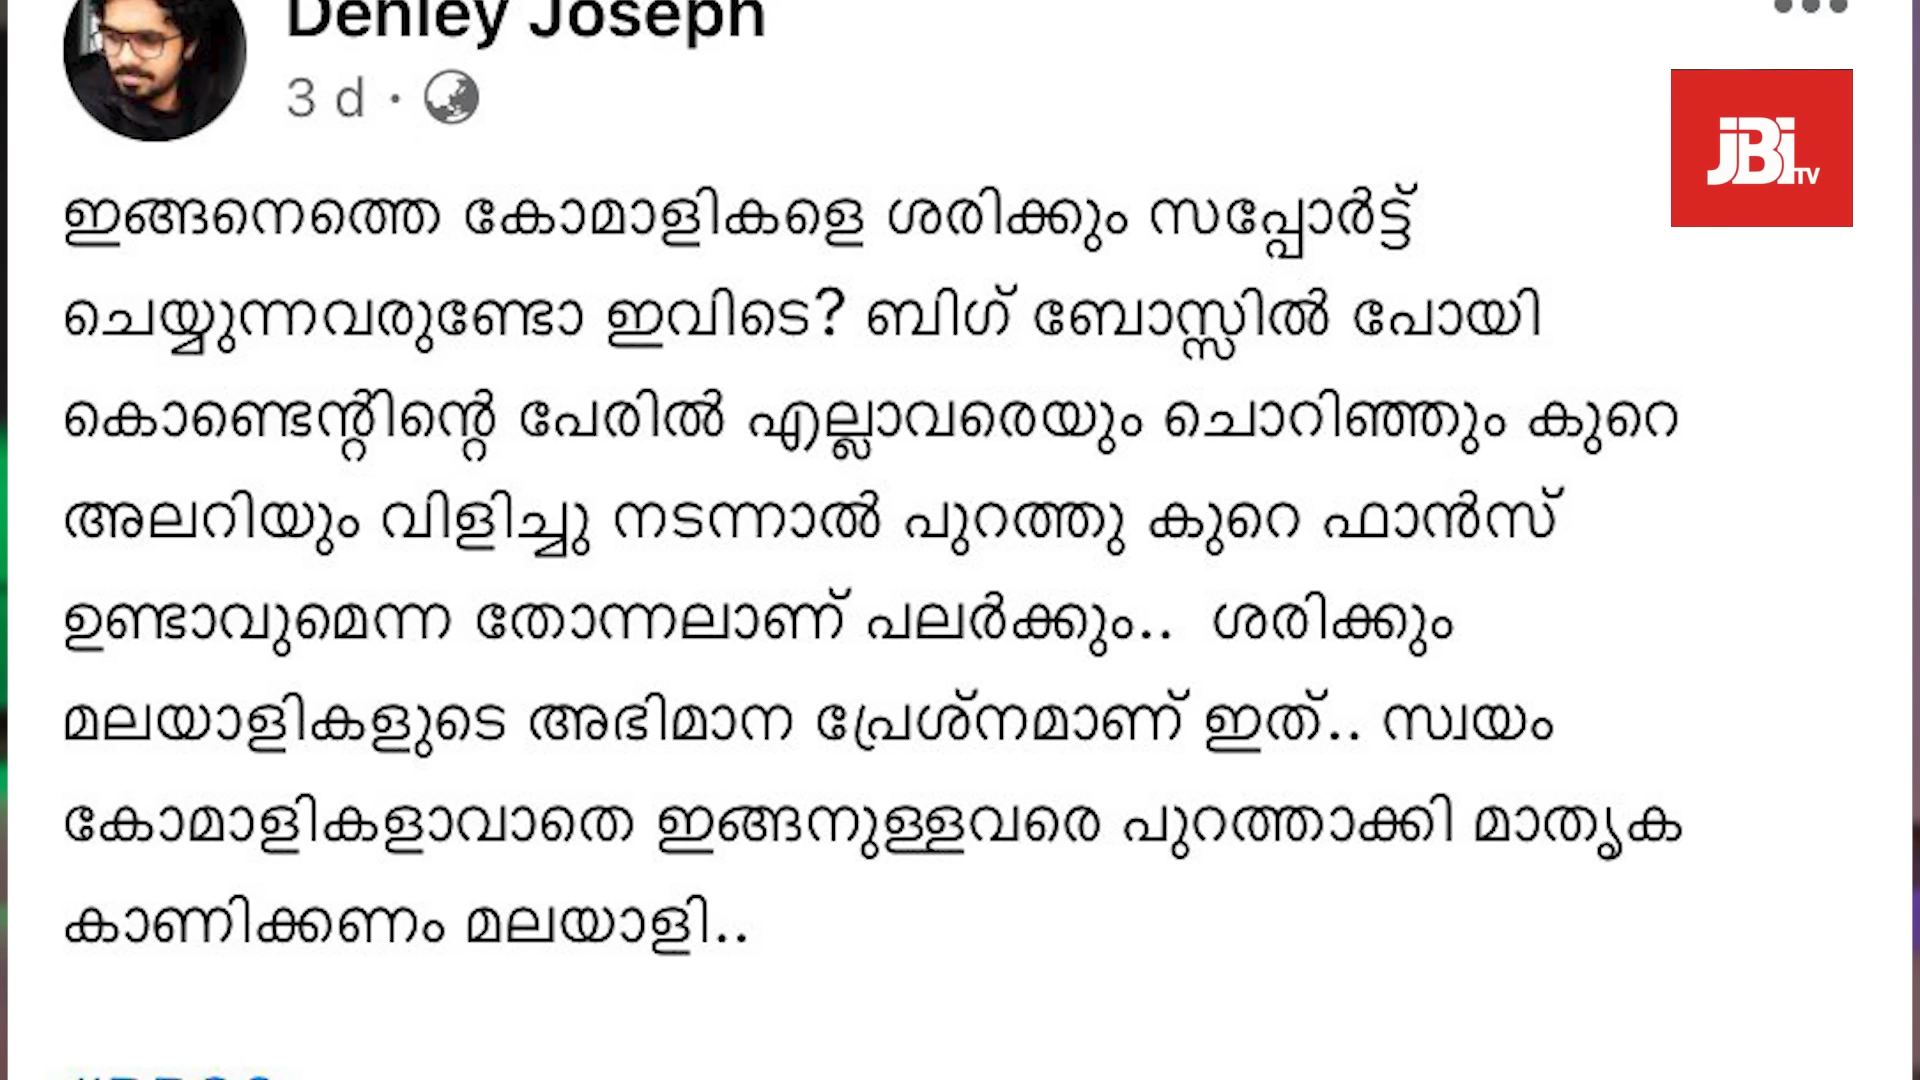 Denley Joseph
3 d ·
JBI TV
ഇങ്ങനെത്തെ കോമാളികളെ ശരിക്കും സപ്പോർട്ട്
ചെയ്യുന്നവരുണ്ടോ ഇവിടെ? ബിഗ് ബോസ്സിൽ പോയി
കൊണ്ടെന്റിന്റെ പേരിൽ എല്ലാവരെയും ചൊറിഞ്ഞും കുറെ
അലറിയും വിളിച്ചു നടന്നാൽ പുറത്തു കുറെ ഫാൻസ്
ഉണ്ടാവുമെന്ന തോന്നലാണ് പലർക്കും.. ശരിക്കും
മലയാളികളുടെ അഭിമാന പ്രേശ്നമാണ് ഇത്.. സ്വയം
കോമാളികളാവാതെ ഇങ്ങനുള്ളവരെ പുറത്താക്കി മാതൃക
കാണിക്കണം മലയാളി..